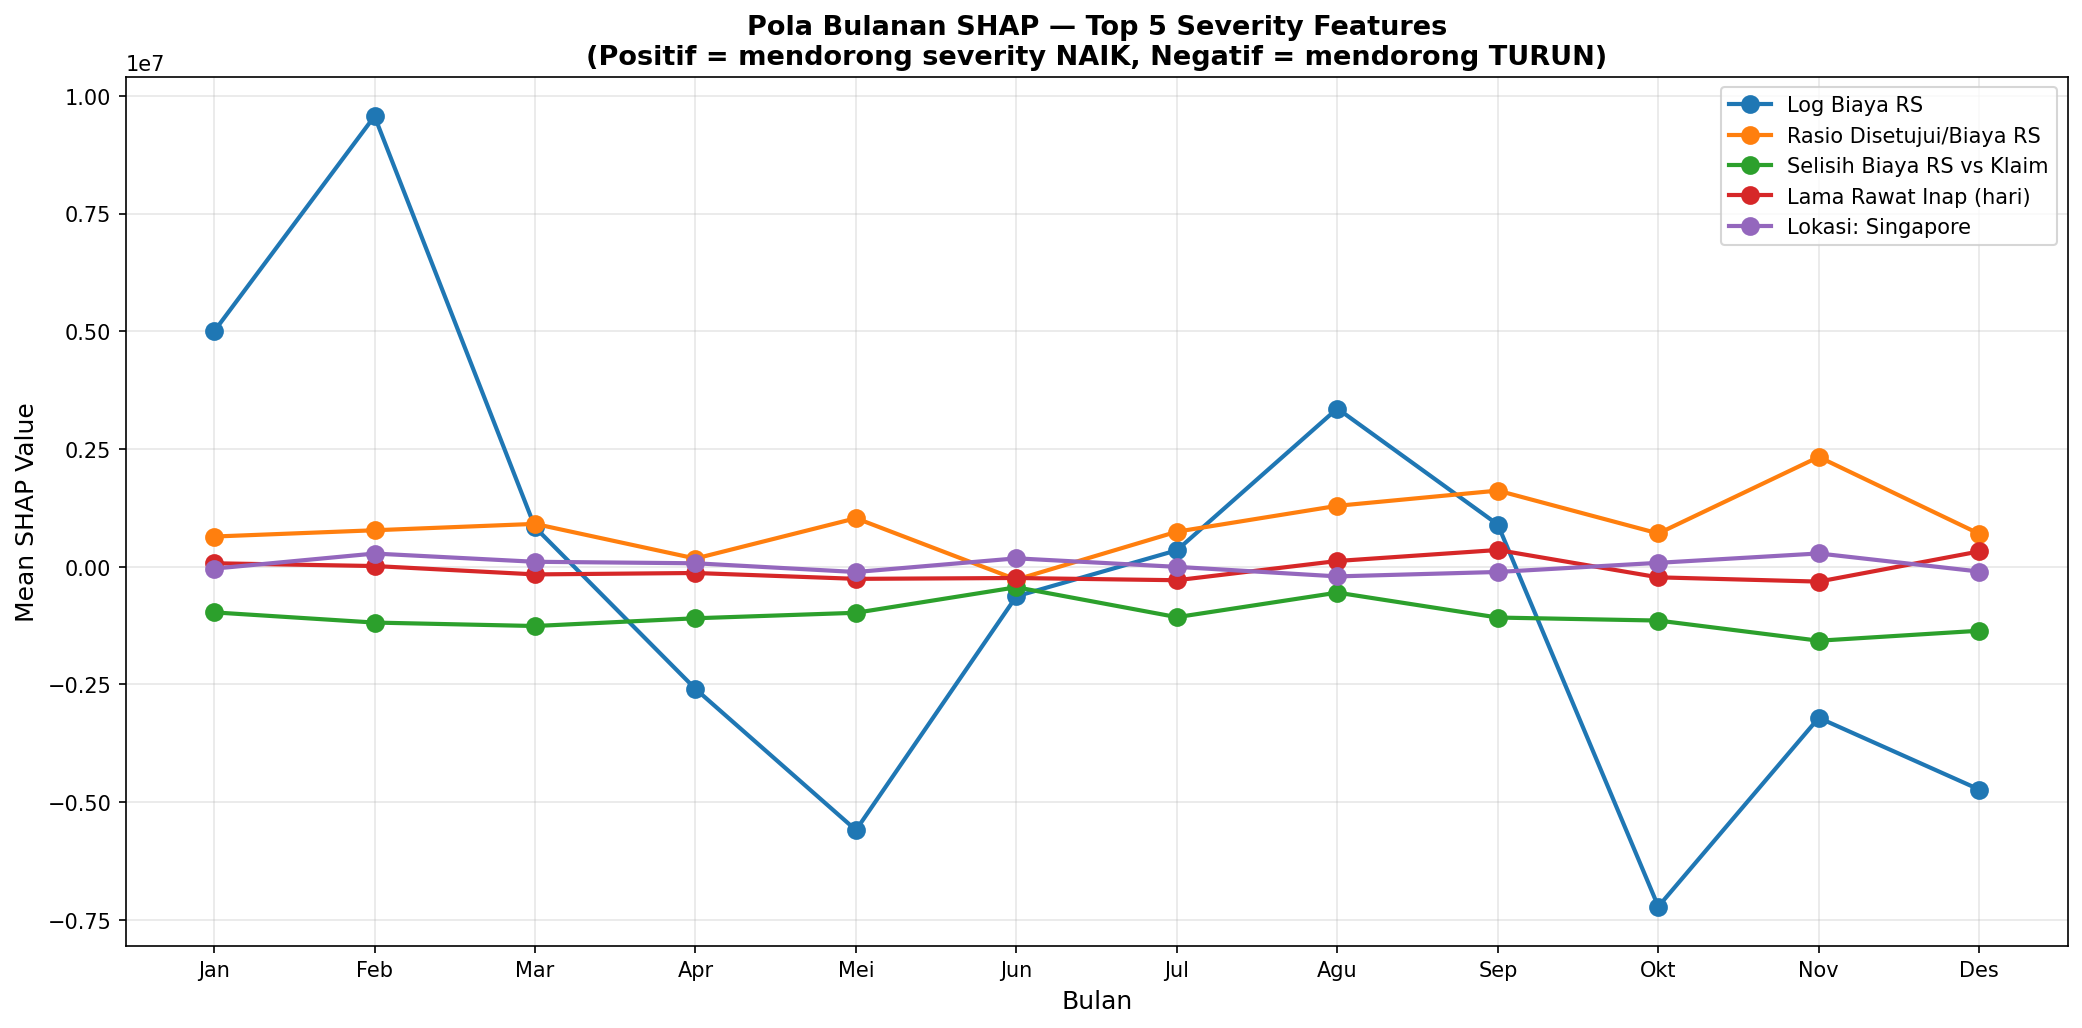 Pola Bulanan SHAP — Top 5 Severity Features
(Positif = mendorong severity NAIK, Negatif = mendorong TURUN)
1e7
1.00
0.75
0.50
0.25
0.00
−0.25
−0.50
−0.75
Mean SHAP Value
Log Biaya RS
Rasio Disetujui/Biaya RS
Selisih Biaya RS vs Klaim
Lama Rawat Inap (hari)
Lokasi: Singapore
Jan Feb Mar Apr Mei Jun Jul Agu Sep Okt Nov Des
Bulan